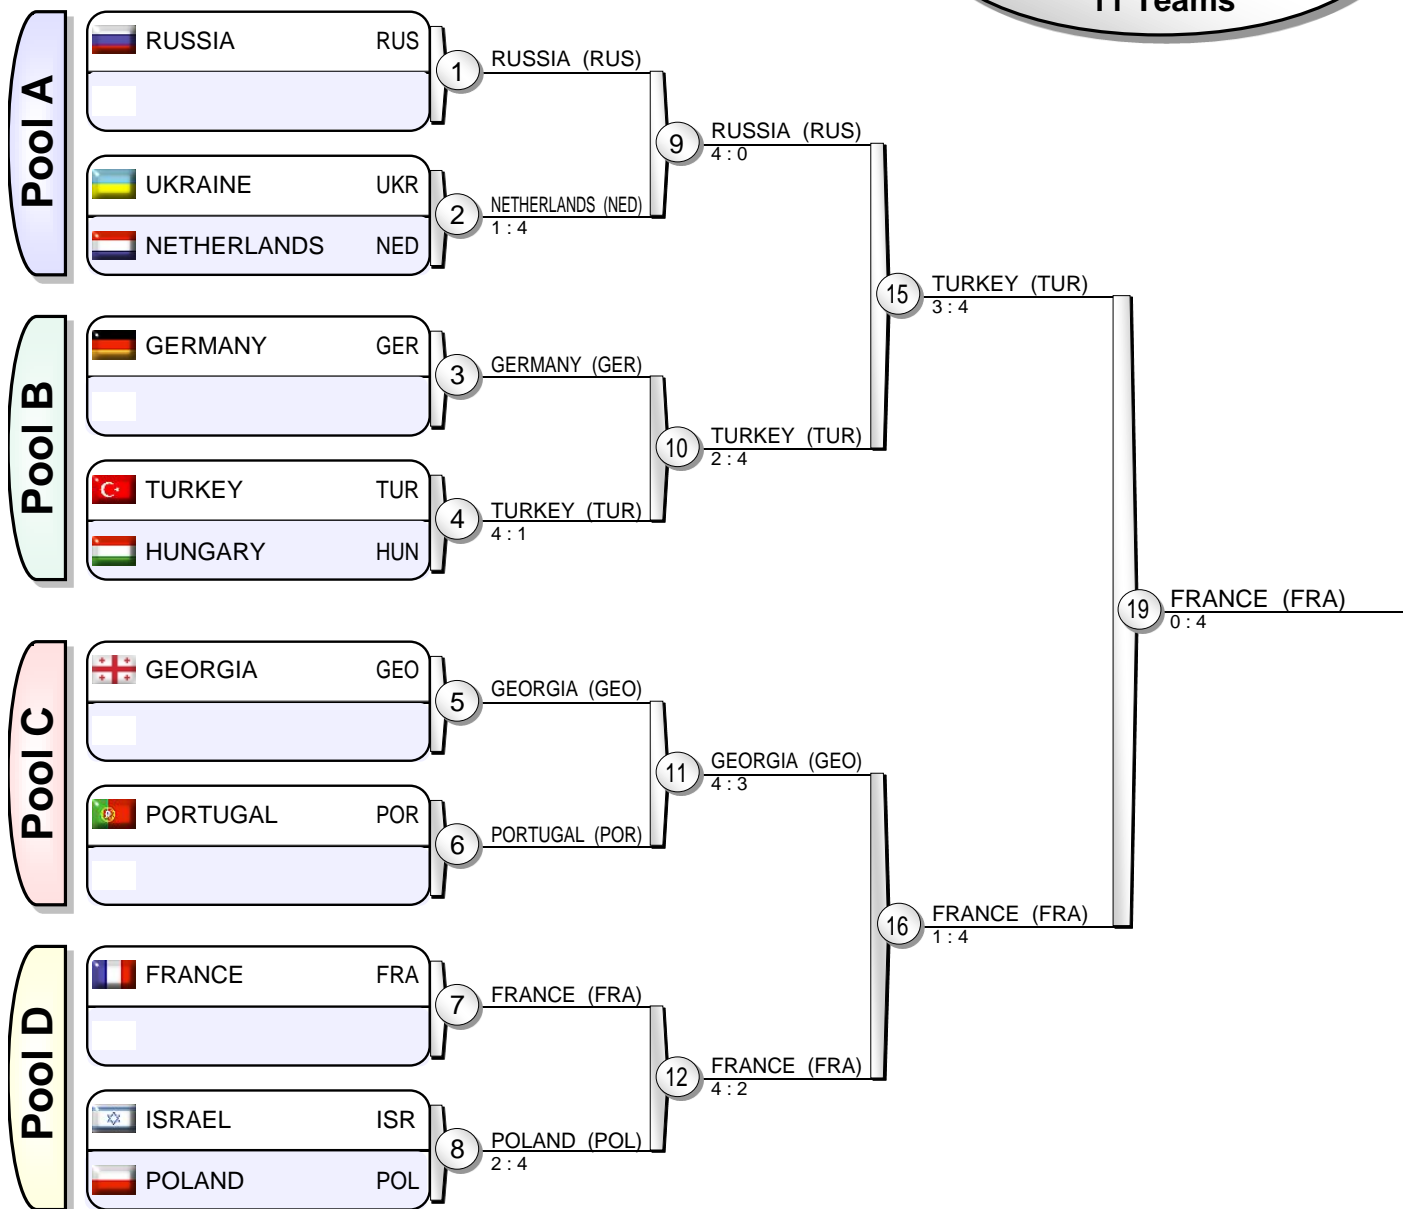 11 Teams
Pool A
RUSSIA RUS
1
RUSSIA (RUS)
UKRAINE UKR
NETHERLANDS NED
2
NETHERLANDS (NED)
1 : 4
9
RUSSIA (RUS)
4 : 0
Pool B
GERMANY GER
3
GERMANY (GER)
TURKEY TUR
HUNGARY HUN
4
TURKEY (TUR)
4 : 1
10
TURKEY (TUR)
2 : 4
15
TURKEY (TUR)
3 : 4
Pool C
GEORGIA GEO
5
GEORGIA (GEO)
PORTUGAL POR
6
PORTUGAL (POR)
11
GEORGIA (GEO)
4 : 3
Pool D
FRANCE FRA
7
FRANCE (FRA)
ISRAEL ISR
POLAND POL
8
POLAND (POL)
2 : 4
12
FRANCE (FRA)
4 : 2
16
FRANCE (FRA)
1 : 4
19
FRANCE (FRA)
0 : 4